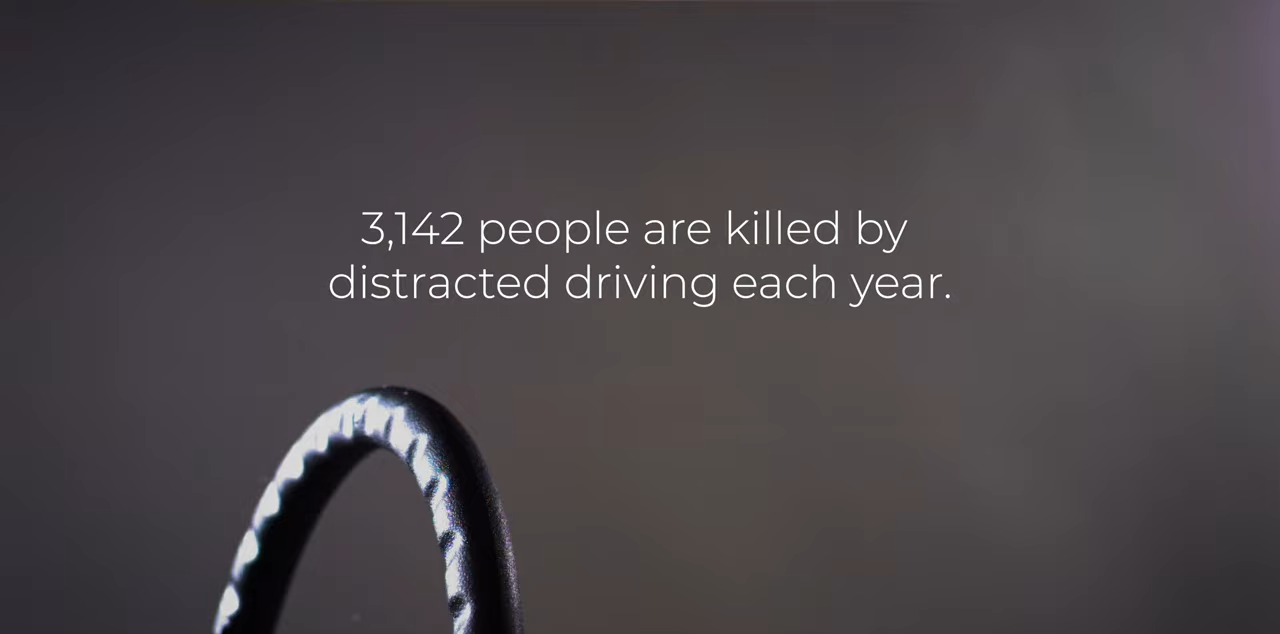 3,142 people are killed by
distracted driving each year.